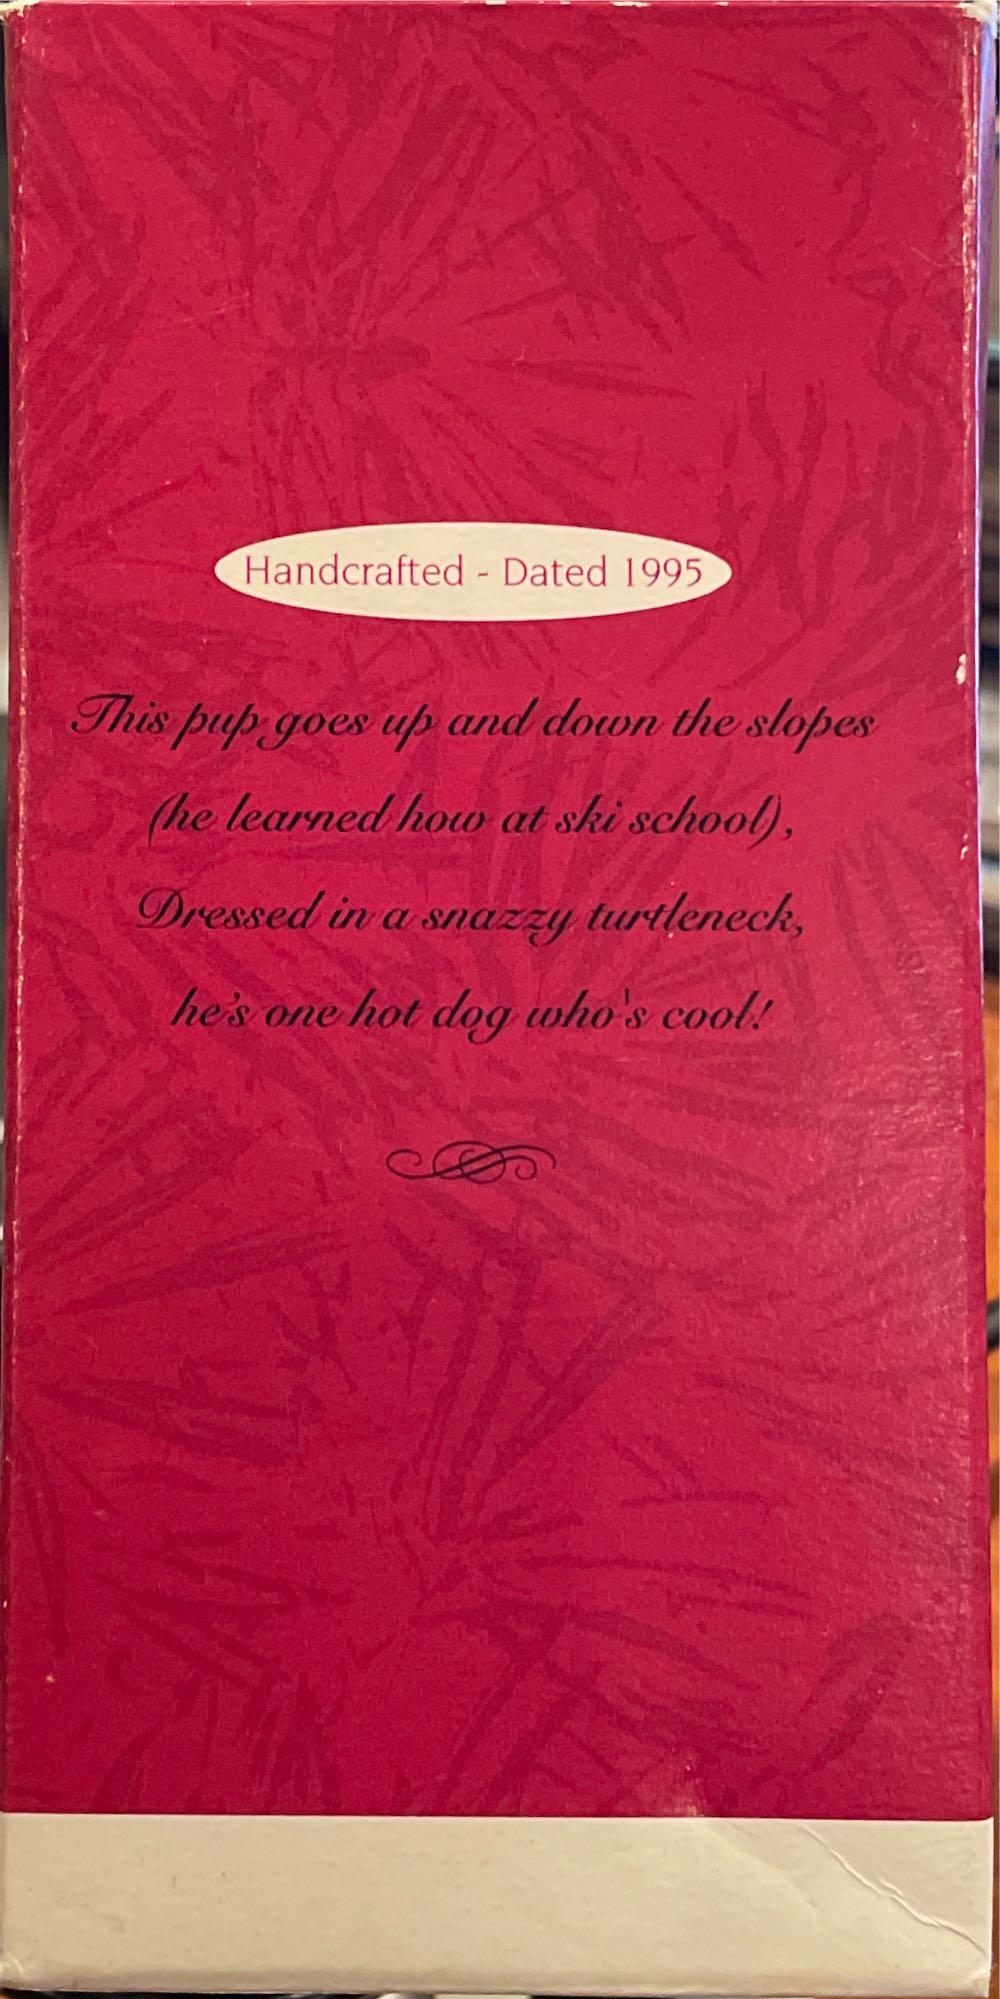 Handcrafted - Dated 1995
This pup goes up and down the slopes
(he learned how at ski school),
Dressed in a snazzy turtleneck,
he's one hot dog who's cool!